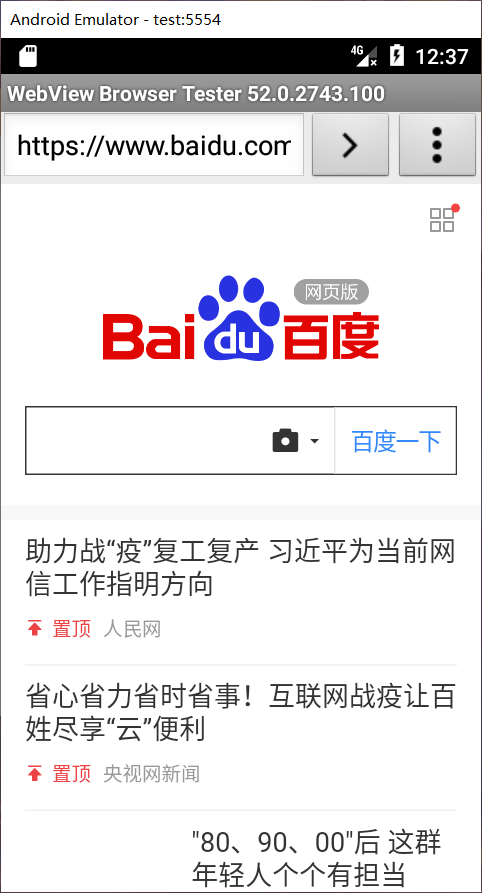 Android Emulator - test:5554
4G 12:37
WebView Browser Tester 52.0.2743.100
https://www.baidu.com
网页版
Bai du 百度
百度一下
助力战“疫”复工复产 习近平为当前网
信工作指明方向
置顶 人民网
省心省力省时省事！互联网战疫让百
姓尽享“云”便利
置顶 央视网新闻
"80、90、00"后 这群
年轻人个个有担当